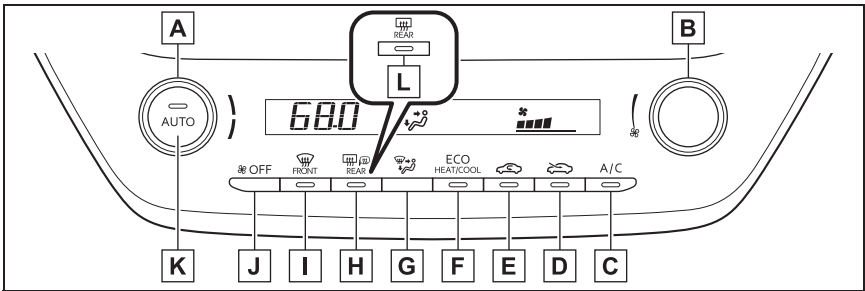 A
B
REAR
L
AUTO
68.0
OFF
FRONT
REAR
ECO
HEAT/COOL
A/C
K
J
I
H
G
F
E
D
C